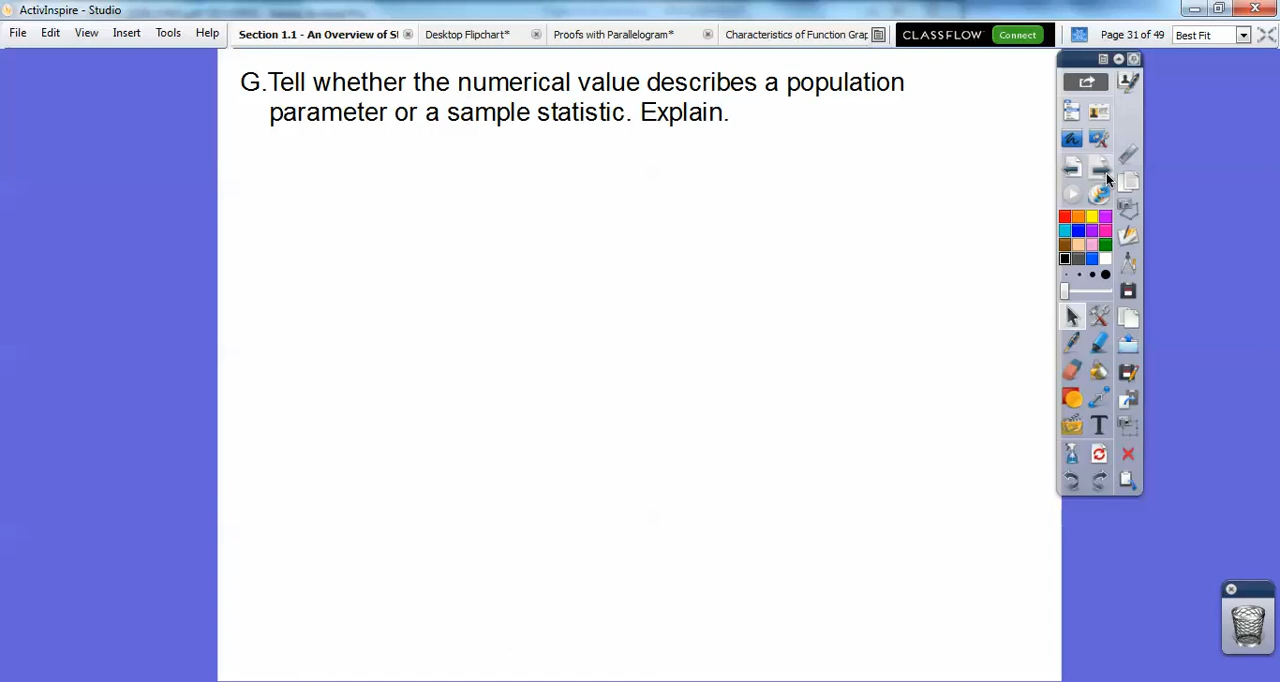 ActivInspire - Studio
File Edit View Insert Tools Help
Section 1.1 - An Overview of St
Desktop Flipchart*
Proofs with Parallelogram*
Characteristics of Function Grap
CLASSFLOW Connect
Page 31 of 49
Best Fit
G.Tell whether the numerical value describes a population
parameter or a sample statistic. Explain.
T